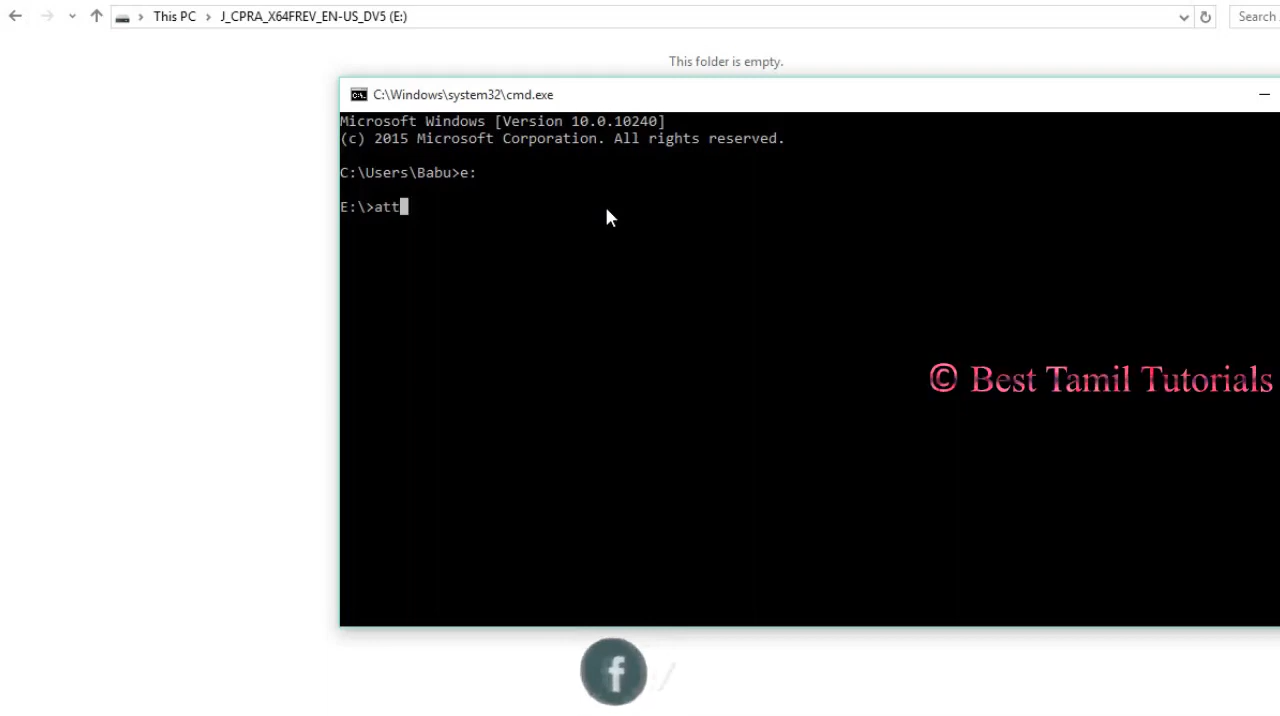 This PC > J_CPRA_X64FREV_EN-US_DV5 (E:)
Search
This folder is empty.
C:\Windows\system32\cmd.exe
Microsoft Windows [Version 10.0.10240]
(c) 2015 Microsoft Corporation. All rights reserved.
C:\Users\Babu>e:
E:\>att
© Best Tamil Tutorials
f /